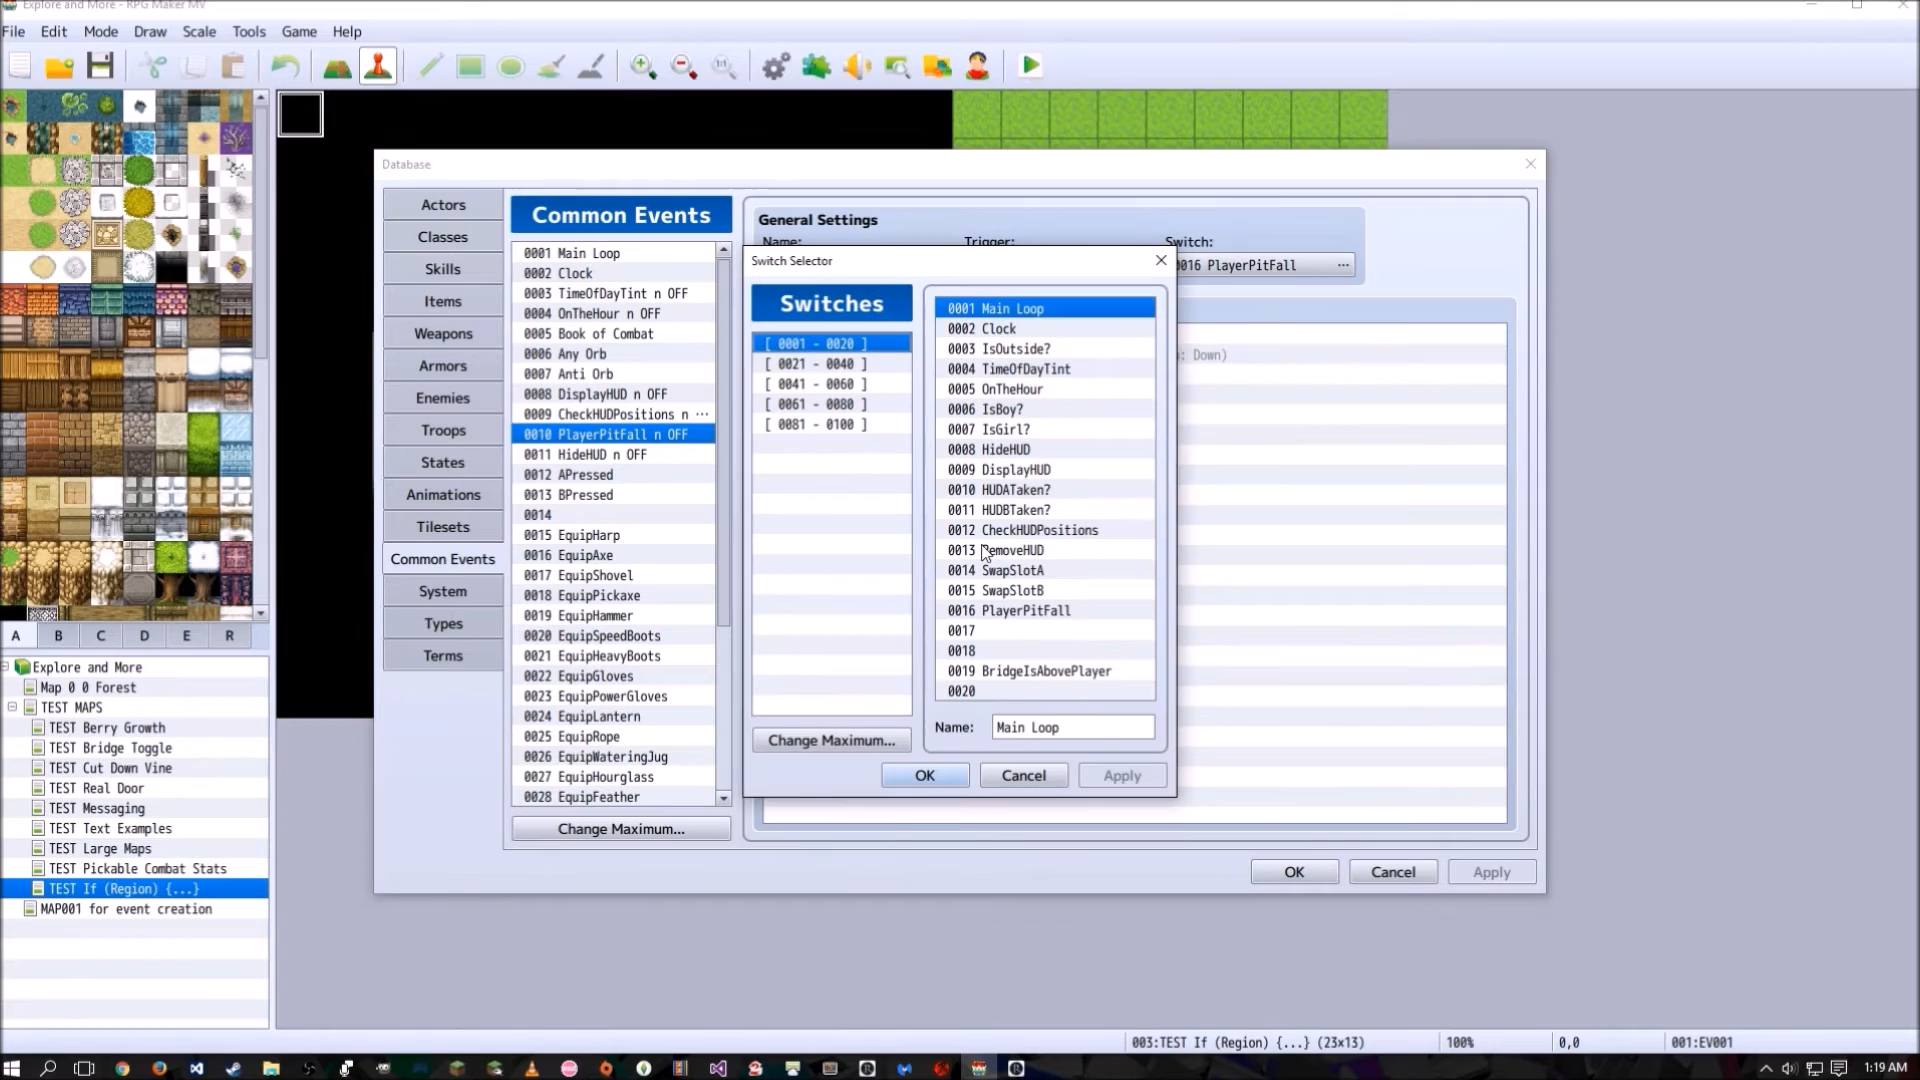 Explore and More - RPG Maker MV
File Edit Mode Draw Scale Tools Game Help
Database
Actors
Classes
Skills
Items
Weapons
Armors
Enemies
Troops
States
Animations
Tilesets
Common Events
System
Types
Terms
Common Events
0001 Main Loop
0002 Clock
0003 TimeOfDayTint n OFF
0004 OnTheHour n OFF
0005 Book of Combat
0006 Any Orb
0007 Anti Orb
0008 DisplayHUD n OFF
0009 CheckHUDPositions n ...
0010 PlayerPitFall n OFF
0011 HideHUD n OFF
0012 APressed
0013 BPressed
0014
0015 EquipHarp
0016 EquipAxe
0017 EquipShovel
0018 EquipPickaxe
0019 EquipHammer
0020 EquipSpeedBoots
0021 EquipHeavyBoots
0022 EquipGloves
0023 EquipPowerGloves
0024 EquipLantern
0025 EquipRope
0026 EquipWateringJug
0027 EquipHourglass
0028 EquipFeather
Change Maximum...
General Settings
Name: Trigger: Switch:
0016 PlayerPitFall ...
: Down)
Switch Selector
Switches
[ 0001 - 0020 ]
[ 0021 - 0040 ]
[ 0041 - 0060 ]
[ 0061 - 0080 ]
[ 0081 - 0100 ]
Change Maximum...
0001 Main Loop
0002 Clock
0003 IsOutside?
0004 TimeOfDayTint
0005 OnTheHour
0006 IsBoy?
0007 IsGirl?
0008 HideHUD
0009 DisplayHUD
0010 HUDATaken?
0011 HUDBTaken?
0012 CheckHUDPositions
0013 RemoveHUD
0014 SwapSlotA
0015 SwapSlotB
0016 PlayerPitFall
0017
0018
0019 BridgeIsAbovePlayer
0020
Name: Main Loop
OK Cancel Apply
OK Cancel Apply
A B C D E R
Explore and More
Map 0 0 Forest
TEST MAPS
TEST Berry Growth
TEST Bridge Toggle
TEST Cut Down Vine
TEST Real Door
TEST Messaging
TEST Text Examples
TEST Large Maps
TEST Pickable Combat Stats
TEST If (Region) {...}
MAP001 for event creation
003:TEST If (Region) {...} (23x13) 100% 0,0 001:EV001
1:19 AM